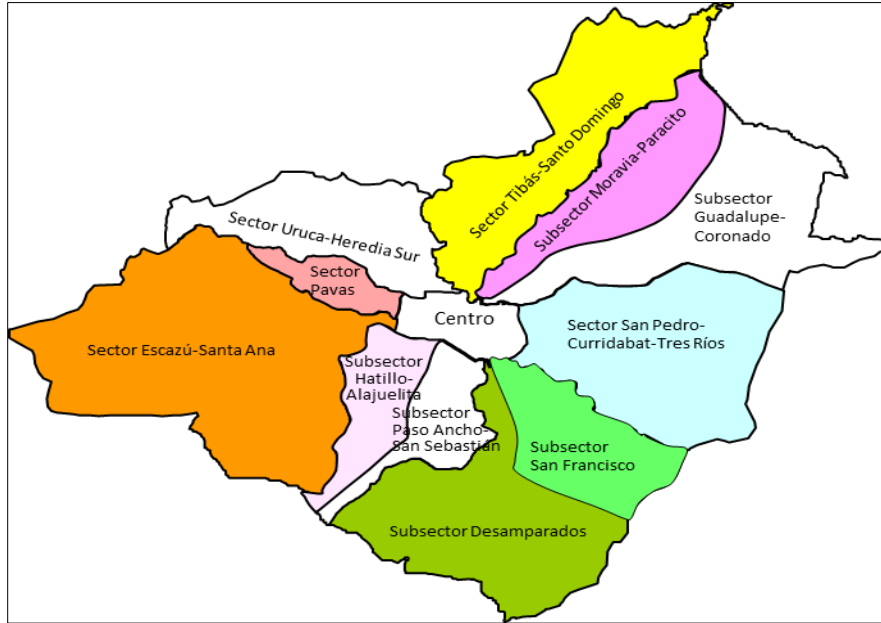 Sector Tibás-Santo Domingo
Subsector Moravia-Paracito
Subsector
Guadalupe-
Coronado
Sector Uruca-Heredia Sur
Sector
Pavas
Centro
Sector San Pedro-
Curridabat-Tres Ríos
Sector Escazú-Santa Ana
Subsector
Hatillo-
Alajuelita
Subsector
Paso Ancho-
San Sebastián
Subsector
San Francisco
Subsector Desamparados